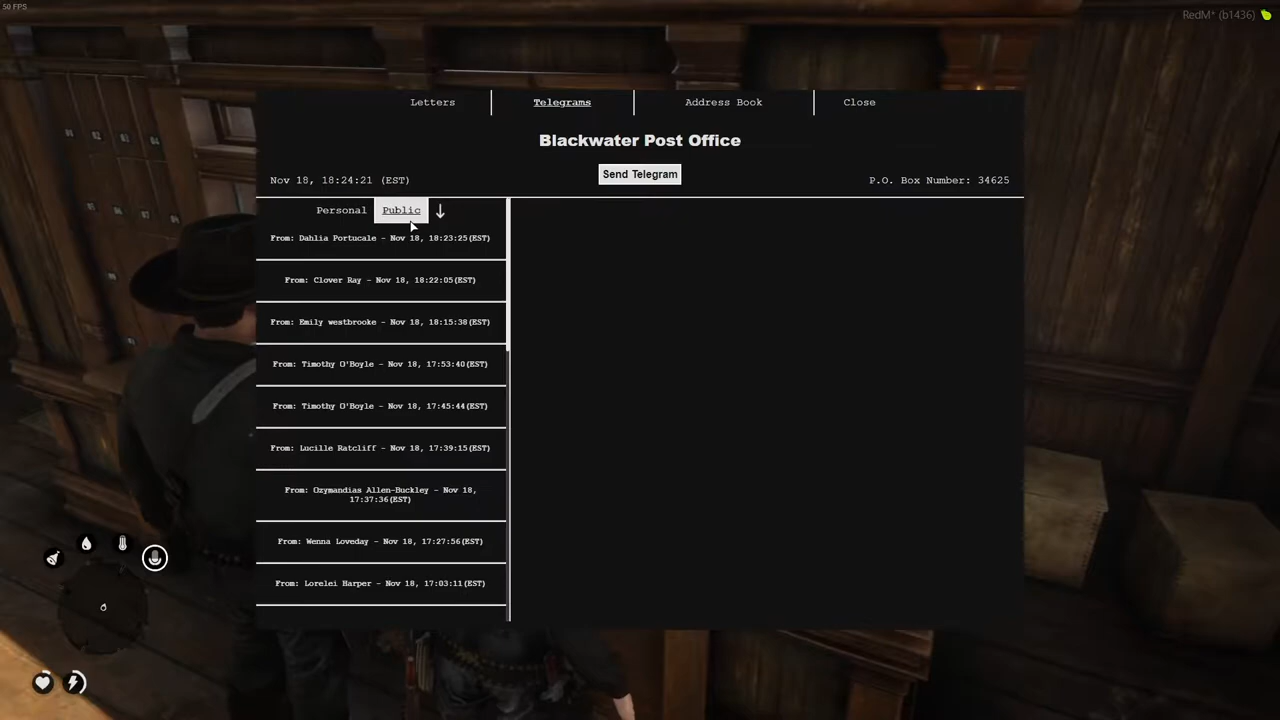 50 FPS
RedM* (b1436)
Letters
Telegrams
Address Book
Close
Blackwater Post Office
Send Telegram
Nov 18, 18:24:21 (EST)
P.O. Box Number: 34625
Personal
Public
From: Dahlia Portucale - Nov 18, 18:23:25(EST)
From: Clover Ray - Nov 18, 18:22:05(EST)
From: Emily westbrooke - Nov 18, 18:15:38(EST)
From: Timothy O'Boyle - Nov 18, 17:53:40(EST)
From: Timothy O'Boyle - Nov 18, 17:45:44(EST)
From: Lucille Ratcliff - Nov 18, 17:39:15(EST)
From: Ozymandias Allen-Buckley - Nov 18,
17:37:36(EST)
From: Wenna Loveday - Nov 18, 17:27:56(EST)
From: Lorelei Harper - Nov 18, 17:03:11(EST)